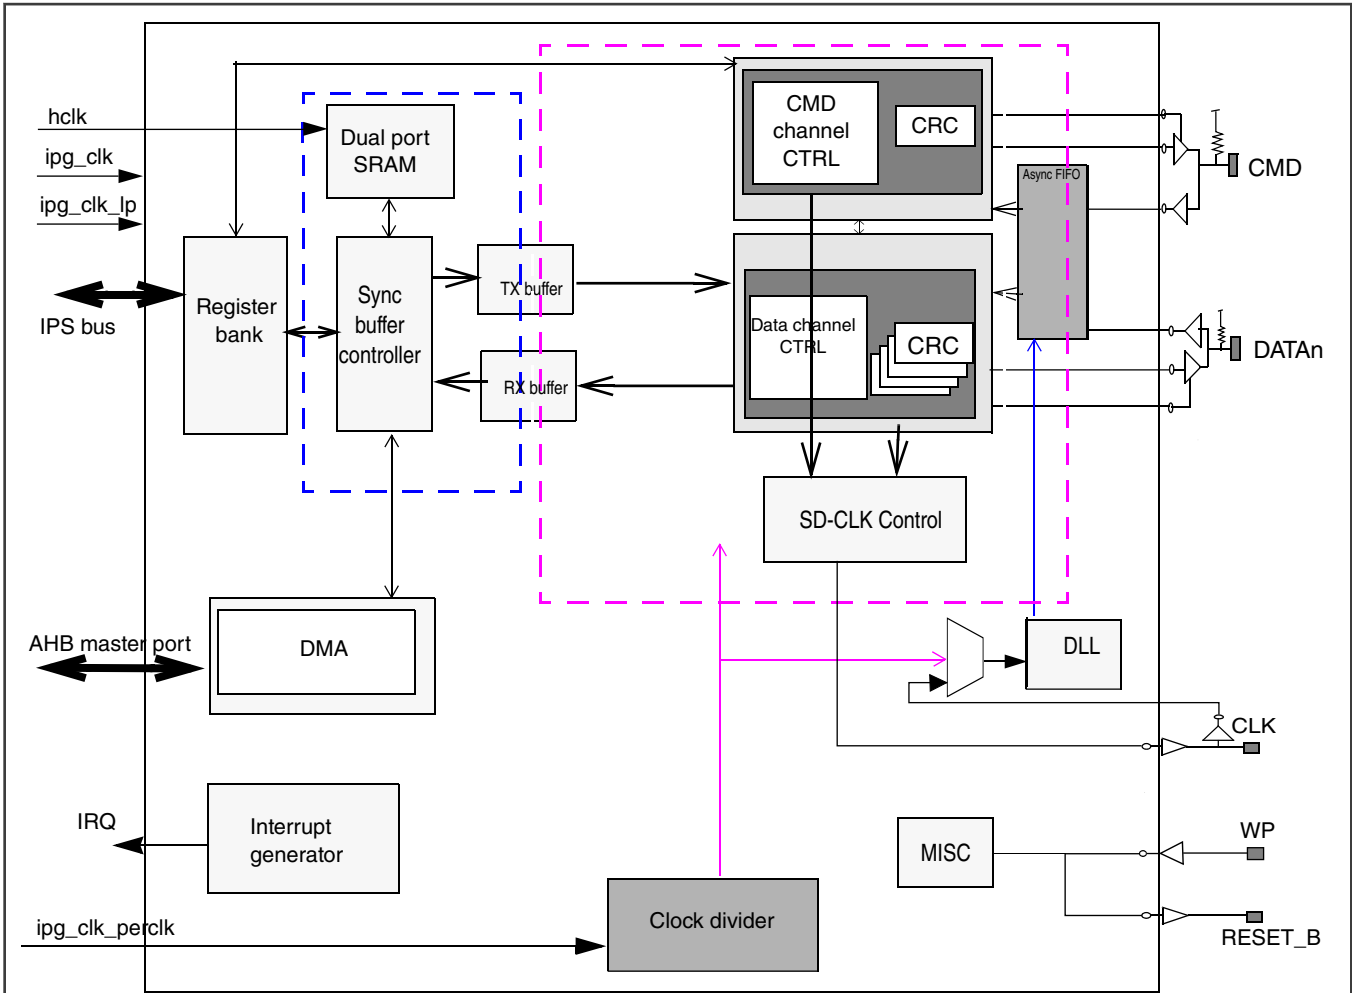 hclk
ipg_clk
ipg_clk_lp
IPS bus
Register
bank
Dual port
SRAM
Sync
buffer
controller
TX buffer
RX buffer
CMD
channel
CTRL
CRC
Data channel
CTRL
CRC
Async FIFO
CMD
DATAn
SD-CLK Control
AHB master port
DMA
DLL
CLK
IRQ
Interrupt
generator
MISC
WP
RESET_B
ipg_clk_perclk
Clock divider